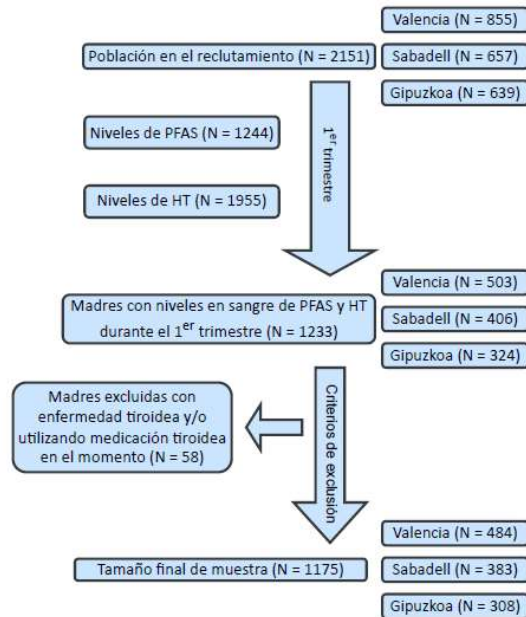 Valencia (N = 855)
Población en el reclutamiento (N = 2151)
Sabadell (N = 657)
Gipuzkoa (N = 639)
Niveles de PFAS (N = 1244)
1er trimestre
Niveles de HT (N = 1955)
Valencia (N = 503)
Madres con niveles en sangre de PFAS y HT
durante el 1er trimestre (N = 1233)
Sabadell (N = 406)
Gipuzkoa (N = 324)
Madres excluidas con
enfermedad tiroidea y/o
utilizando medicación tiroidea
en el momento (N = 58)
Criterios de exclusión
Valencia (N = 484)
Tamaño final de muestra (N = 1175)
Sabadell (N = 383)
Gipuzkoa (N = 308)